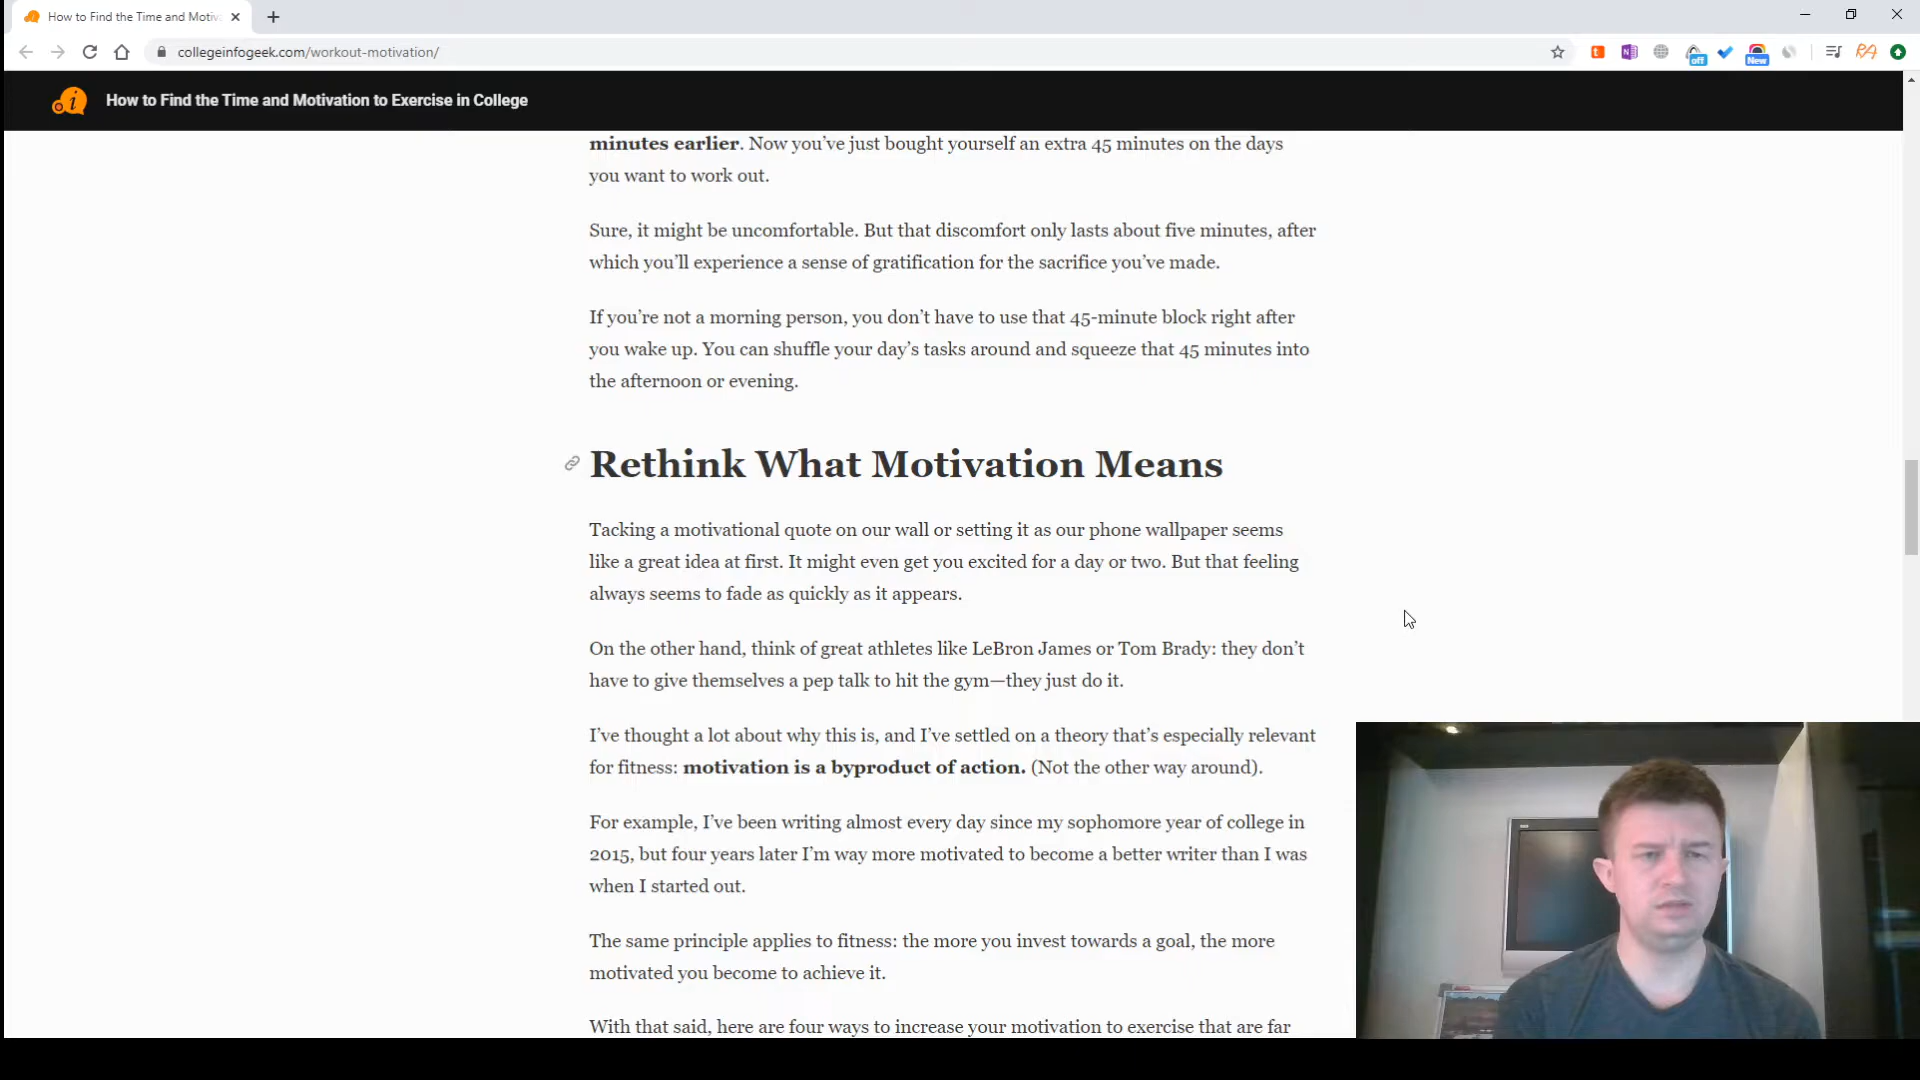 How to Find the Time and Motiv
collegeinfogeek.com/workout-motivation/
off
New
How to Find the Time and Motivation to Exercise in College
minutes earlier. Now you’ve just bought yourself an extra 45 minutes on the days
you want to work out.
Sure, it might be uncomfortable. But that discomfort only lasts about five minutes, after
which you’ll experience a sense of gratification for the sacrifice you’ve made.
If you’re not a morning person, you don’t have to use that 45-minute block right after
you wake up. You can shuffle your day’s tasks around and squeeze that 45 minutes into
the afternoon or evening.
Rethink What Motivation Means
Tacking a motivational quote on our wall or setting it as our phone wallpaper seems
like a great idea at first. It might even get you excited for a day or two. But that feeling
always seems to fade as quickly as it appears.
On the other hand, think of great athletes like LeBron James or Tom Brady: they don’t
have to give themselves a pep talk to hit the gym—they just do it.
I’ve thought a lot about why this is, and I’ve settled on a theory that’s especially relevant
for fitness: motivation is a byproduct of action. (Not the other way around).
For example, I’ve been writing almost every day since my sophomore year of college in
2015, but four years later I’m way more motivated to become a better writer than I was
when I started out.
The same principle applies to fitness: the more you invest towards a goal, the more
motivated you become to achieve it.
With that said, here are four ways to increase your motivation to exercise that are far